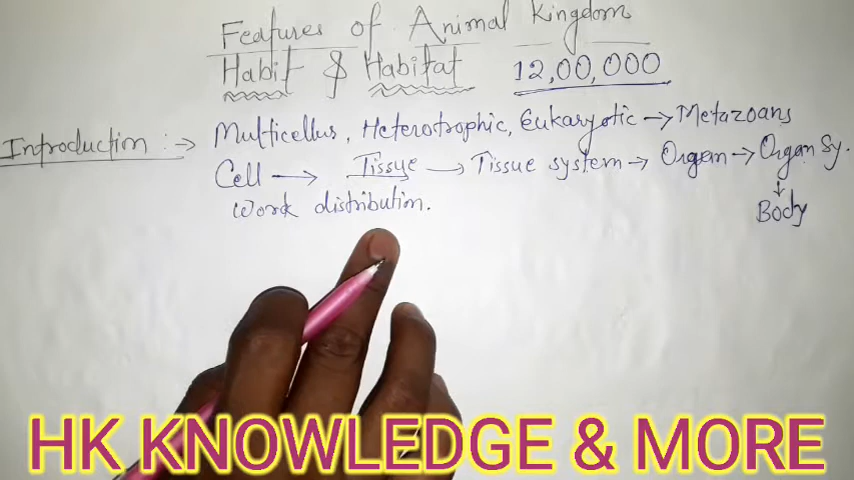 Features of Animal Kingdom
Habit & Habitat 12,00,000
Introduction :→ Multicellus, Heterotrophic, Eukaryotic → Metazoans
Cell → Tissye → Tissue system → Organ → Organ Sy.
↓
Work distribution. Body
HK KNOWLEDGE & MORE